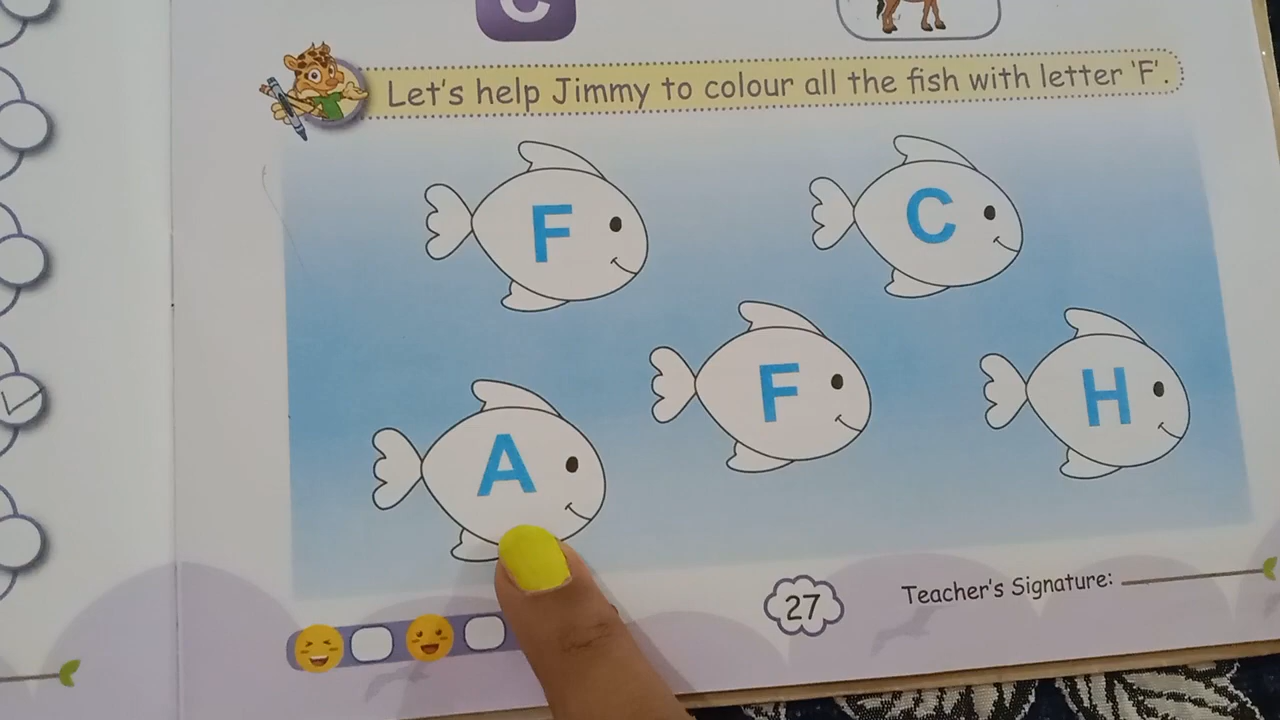 C
Let's help Jimmy to colour all the fish with letter 'F'.
F
C
F
H
A
27
Teacher's Signature: